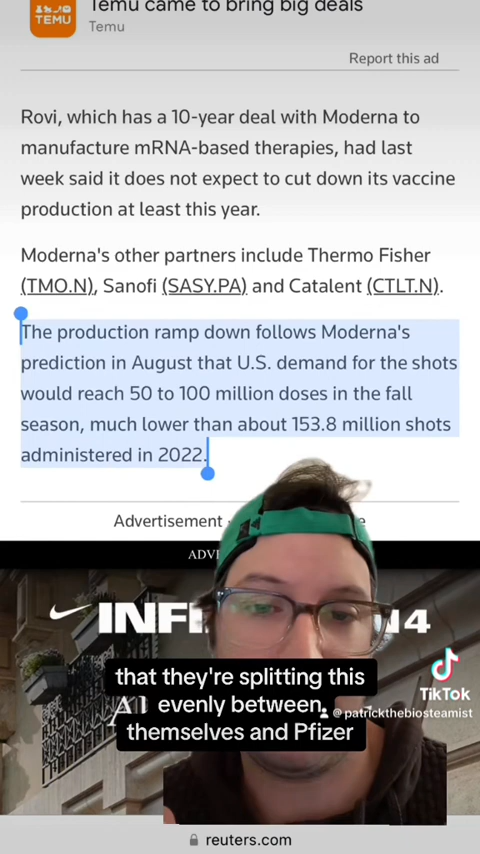 Temu came to bring big deals
TEMU
Temu
Report this ad
Rovi, which has a 10-year deal with Moderna to
manufacture mRNA-based therapies, had last
week said it does not expect to cut down its vaccine
production at least this year.
Moderna's other partners include Thermo Fisher
(TMO.N), Sanofi (SASY.PA) and Catalent (CTLT.N).
The production ramp down follows Moderna's
prediction in August that U.S. demand for the shots
would reach 50 to 100 million doses in the fall
season, much lower than about 153.8 million shots
administered in 2022.
Advertisement
that they're splitting this
evenly between
themselves and Pfizer
TikTok
@patrickthebiosteamist
reuters.com